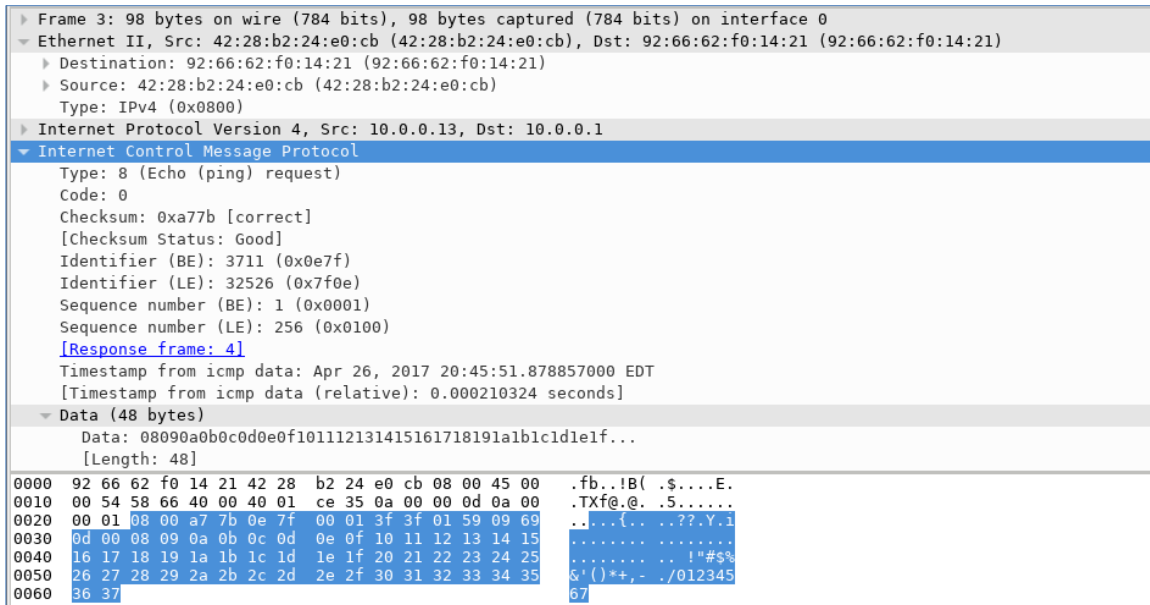 Frame 3: 98 bytes on wire (784 bits), 98 bytes captured (784 bits) on interface 0
Ethernet II, Src: 42:28:b2:24:e0:cb (42:28:b2:24:e0:cb), Dst: 92:66:62:f0:14:21 (92:66:62:f0:14:21)
Destination: 92:66:62:f0:14:21 (92:66:62:f0:14:21)
Source: 42:28:b2:24:e0:cb (42:28:b2:24:e0:cb)
Type: IPv4 (0x0800)
Internet Protocol Version 4, Src: 10.0.0.13, Dst: 10.0.0.1
Internet Control Message Protocol
Type: 8 (Echo (ping) request)
Code: 0
Checksum: 0xa77b [correct]
[Checksum Status: Good]
Identifier (BE): 3711 (0x0e7f)
Identifier (LE): 32526 (0x7f0e)
Sequence number (BE): 1 (0x0001)
Sequence number (LE): 256 (0x0100)
[Response frame: 4]
Timestamp from icmp data: Apr 26, 2017 20:45:51.878857000 EDT
[Timestamp from icmp data (relative): 0.000210324 seconds]
Data (48 bytes)
Data: 08090a0b0c0d0e0f101112131415161718191a1b1c1d1e1f...
[Length: 48]
0000 92 66 62 f0 14 21 42 28 b2 24 e0 cb 08 00 45 00 .fb..!B( .$....E.
0010 00 54 58 66 40 00 40 01 ce 35 0a 00 00 0d 0a 00 .TXf@.@. .5......
0020 00 01 08 00 a7 7b 0e 7f 00 01 3f 3f 01 59 09 69 .....{.. ..??.Y.i
0030 0d 00 08 09 0a 0b 0c 0d 0e 0f 10 11 12 13 14 15 ........ ........
0040 16 17 18 19 1a 1b 1c 1d 1e 1f 20 21 22 23 24 25 ........ .. !"#$%
0050 26 27 28 29 2a 2b 2c 2d 2e 2f 30 31 32 33 34 35 &'()*+,- ./012345
0060 36 37 67